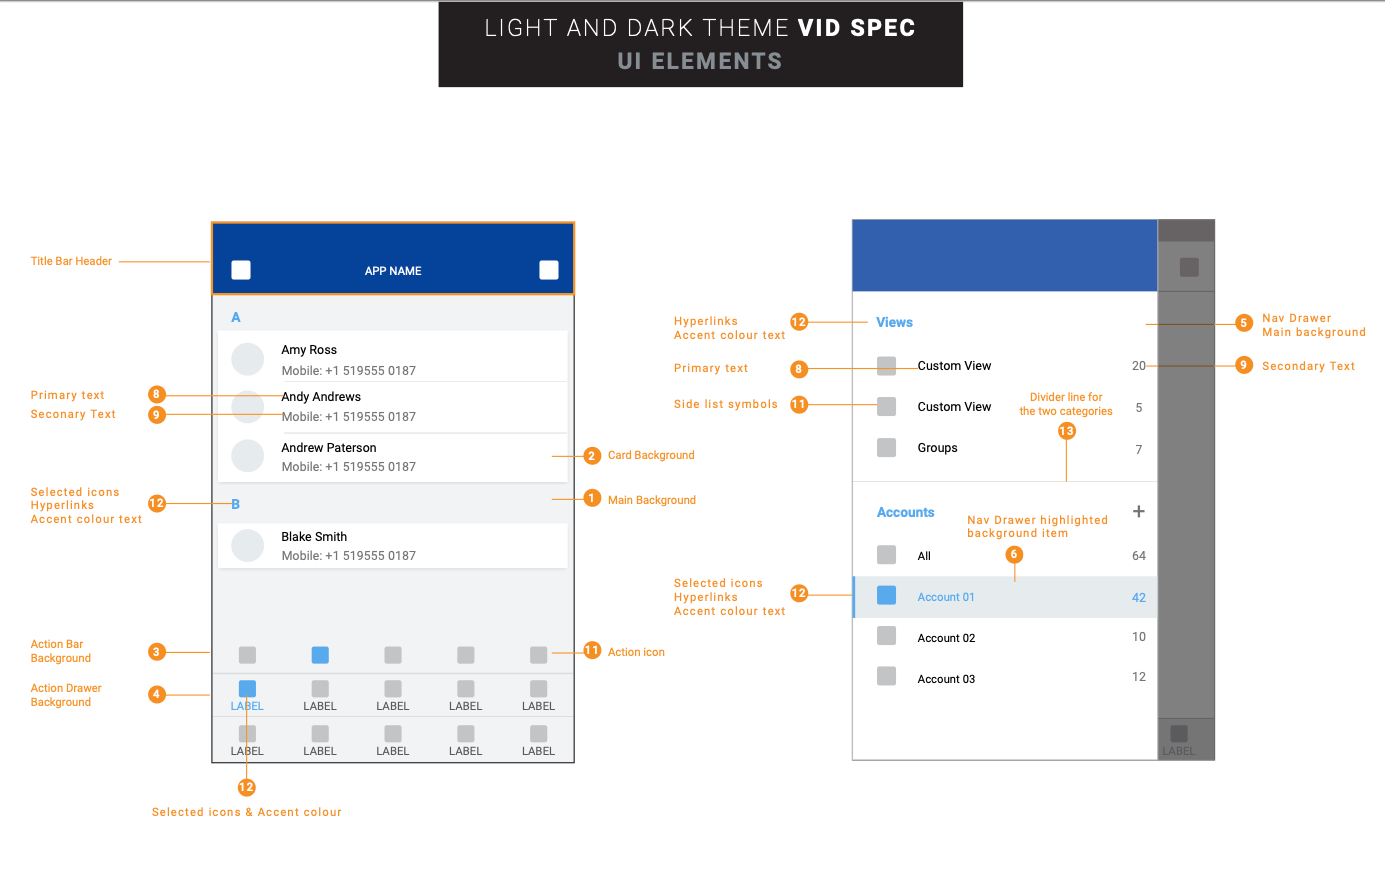 LIGHT AND DARK THEME VID SPEC
UI ELEMENTS
Title Bar Header
APP NAME
A
Amy Ross
Mobile: +1 519555 0187
Primary text 8
Andy Andrews
Seconary Text 9
Mobile: +1 519555 0187
Andrew Paterson
Mobile: +1 519555 0187
2 Card Background
1 Main Background
Selected icons
Hyperlinks
Accent colour text
12
B
Blake Smith
Mobile: +1 519555 0187
Action Bar
Background
3
11 Action icon
Action Drawer
Background
4
LABEL LABEL LABEL LABEL LABEL
LABEL LABEL LABEL LABEL LABEL
12
Selected icons & Accent colour
Hyperlinks
Accent colour text
12
Views
5
Nav Drawer
Main background
Primary text 8
Custom View 20
9 Secondary Text
Side list symbols 11
Custom View 5
Divider line for
the two categories
13
Groups 7
Accounts +
Nav Drawer highlighted
background item
6
All 64
Selected icons
Hyperlinks
Accent colour text
12
Account 01 42
Account 02 10
Account 03 12
LABEL